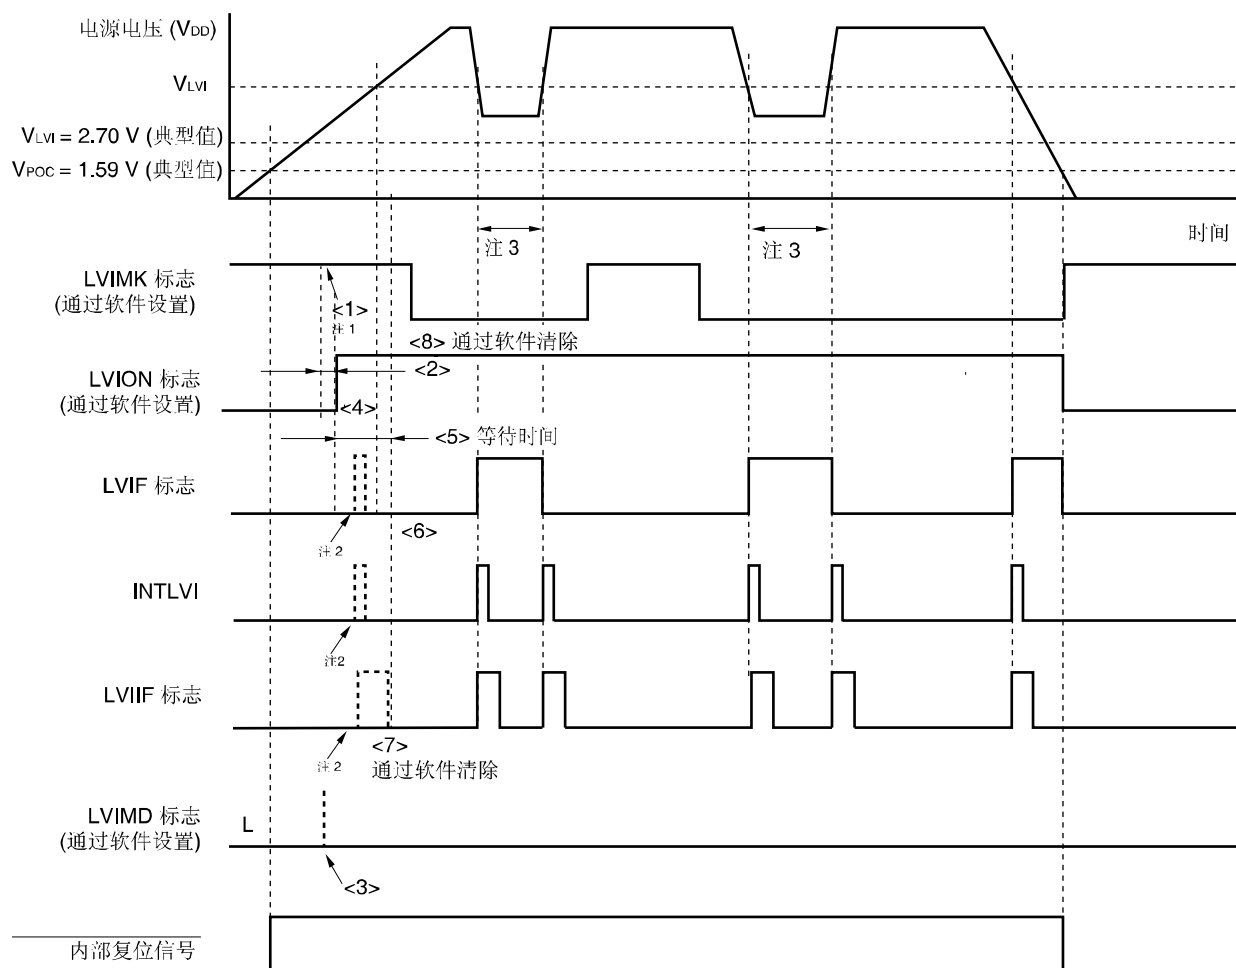 电源电压 (VDD)
VLVI
VLVI = 2.70 V (典型值)
VPOC = 1.59 V (典型值)
时间
注 3
注 3
LVIMK 标志
(通过软件设置)
<1>
注 1
<8> 通过软件清除
<2>
LVION 标志
(通过软件设置)
<4>
<5> 等待时间
LVIF 标志
<6>
注 2
INTLVI
注2
LVIIF 标志
注 2
<7>
通过软件清除
LVIMD 标志
(通过软件设置)
L
<3>
内部复位信号